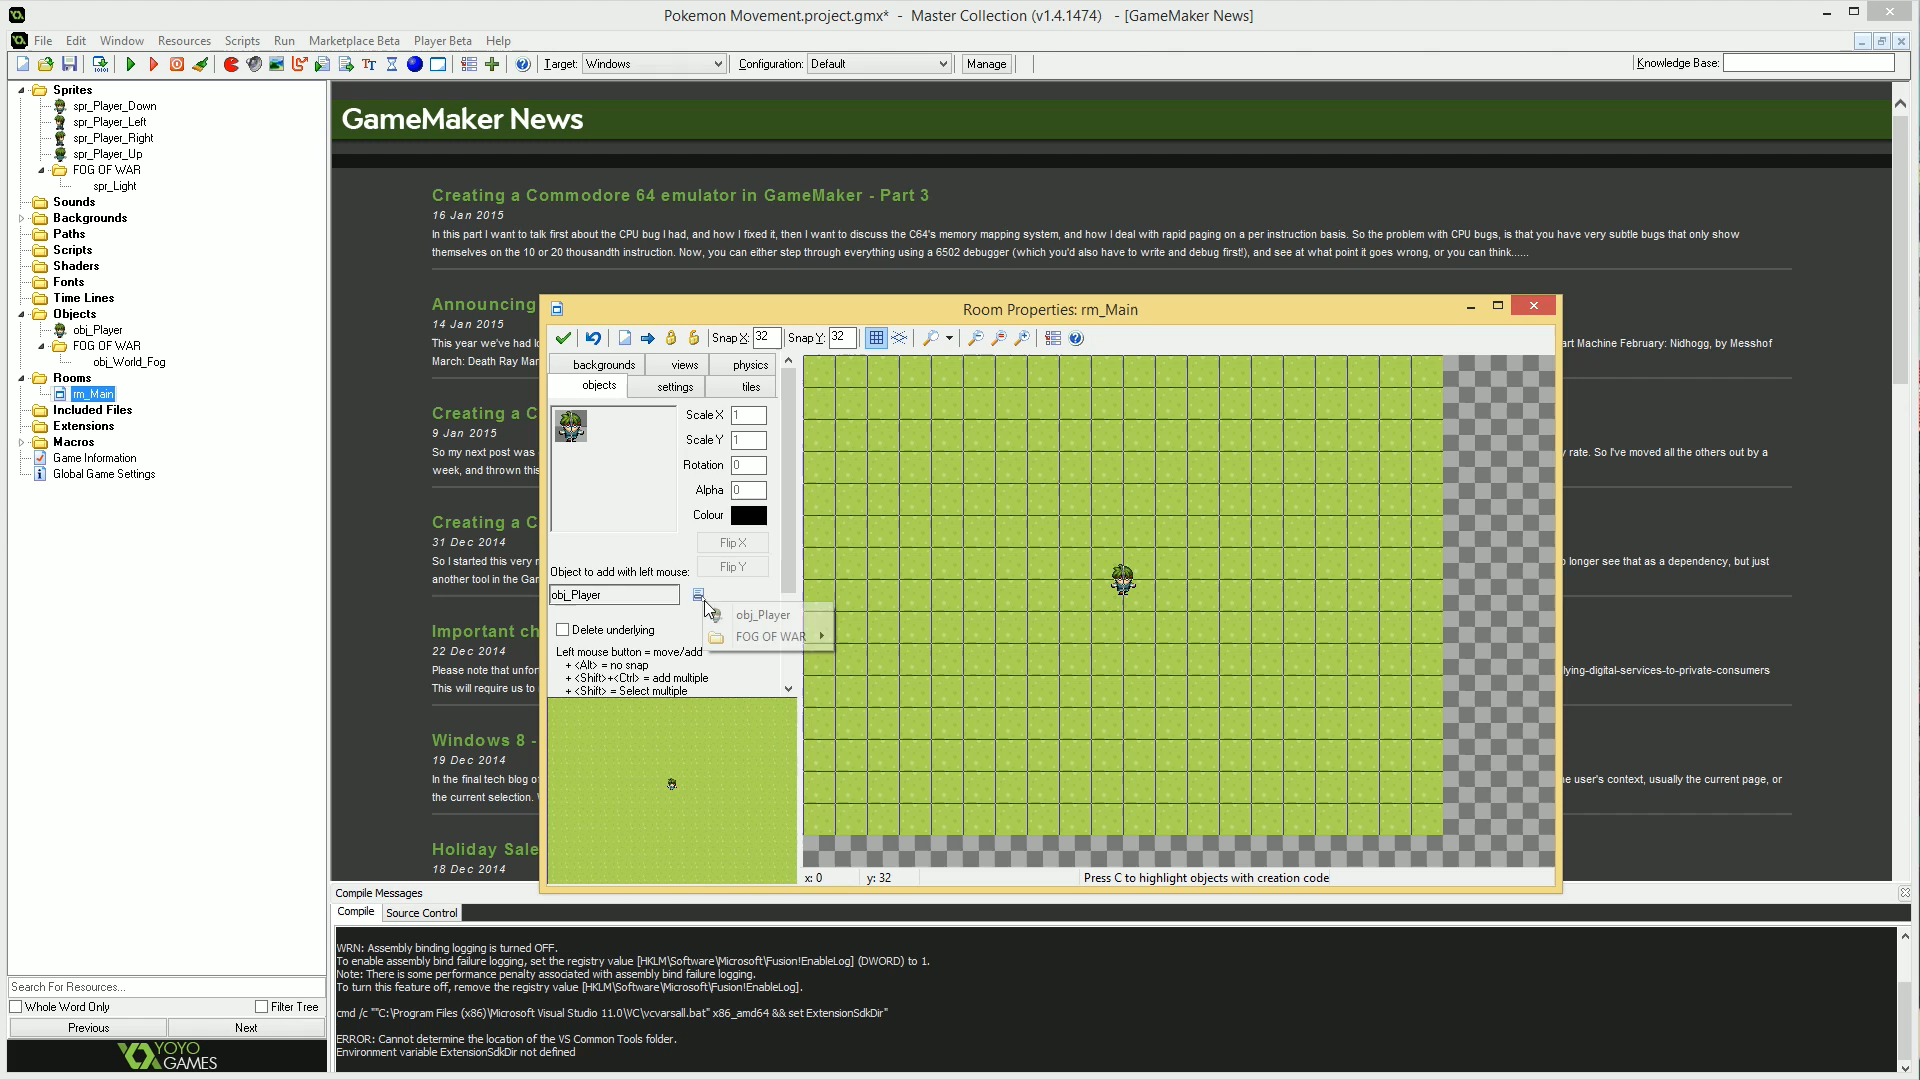 Pokemon Movement.project.gmx* - Master Collection (v1.4.1474) - [GameMaker News]
File Edit Window Resources Scripts Run Marketplace Beta Player Beta Help
Target: Windows Configuration: Default Manage Knowledge Base:
Sprites
spr_Player_Down
spr_Player_Left
spr_Player_Right
spr_Player_Up
FOG OF WAR
spr_Light
Sounds
Backgrounds
Paths
Scripts
Shaders
Fonts
Time Lines
Objects
obj_Player
FOG OF WAR
obj_World_Fog
Rooms
rm_Main
Included Files
Extensions
Macros
Game Information
Global Game Settings
Search For Resources...
Whole Word Only Filter Tree
Previous Next
YOYO GAMES
GameMaker News
Creating a Commodore 64 emulator in GameMaker - Part 3
16 Jan 2015
In this part I want to talk first about the CPU bug I had, and how I fixed it, then I want to discuss the C64's memory mapping system, and how I deal with rapid paging on a per instruction basis. So the problem with CPU bugs, is that you have very subtle bugs that only show
themselves on the 10 or 20 thousandth instruction. Now, you can either step through everything using a 6502 debugger (which you'd also have to write and debug first!), and see at what point it goes wrong, or you can think......
Announcing
14 Jan 2015
This year we've had lo
art Machine February: Nidhogg, by Messhof
March: Death Ray Man
Creating a C
9 Jan 2015
So my next post was
rate. So I've moved all the others out by a
week, and thrown this
Creating a C
31 Dec 2014
So I started this very r
longer see that as a dependency, but just
another tool in the Gam
Important ch
22 Dec 2014
Please note that unfor
lying-digital-services-to-private-consumers
This will require us to
Windows 8 -
19 Dec 2014
In the final tech blog of
e user's context, usually the current page, or
the current selection.
Holiday Sale
18 Dec 2014
Room Properties: rm_Main
Snap X: 32 Snap Y: 32
backgrounds views physics
objects settings tiles
Scale X 1
Scale Y 1
Rotation 0
Alpha 0
Colour
Flip X
Flip Y
Object to add with left mouse:
obj_Player
obj_Player
FOG OF WAR
Delete underlying
Left mouse button = move/add
+ <Alt> = no snap
+ <Shift>+<Ctrl> = add multiple
+ <Shift> = Select multiple
x: 0 y: 32 Press C to highlight objects with creation code
Compile Messages
Compile Source Control
WRN: Assembly binding logging is turned OFF.
To enable assembly bind failure logging, set the registry value [HKLM\Software\Microsoft\Fusion!EnableLog] (DWORD) to 1.
Note: There is some performance penalty associated with assembly bind failure logging.
To turn this feature off, remove the registry value [HKLM\Software\Microsoft\Fusion!EnableLog].
cmd /c ""C:\Program Files (x86)\Microsoft Visual Studio 11.0\VC\vcvarsall.bat" x86_amd64 && set ExtensionSdkDir"
ERROR: Cannot determine the location of the VS Common Tools folder.
Environment variable ExtensionSdkDir not defined